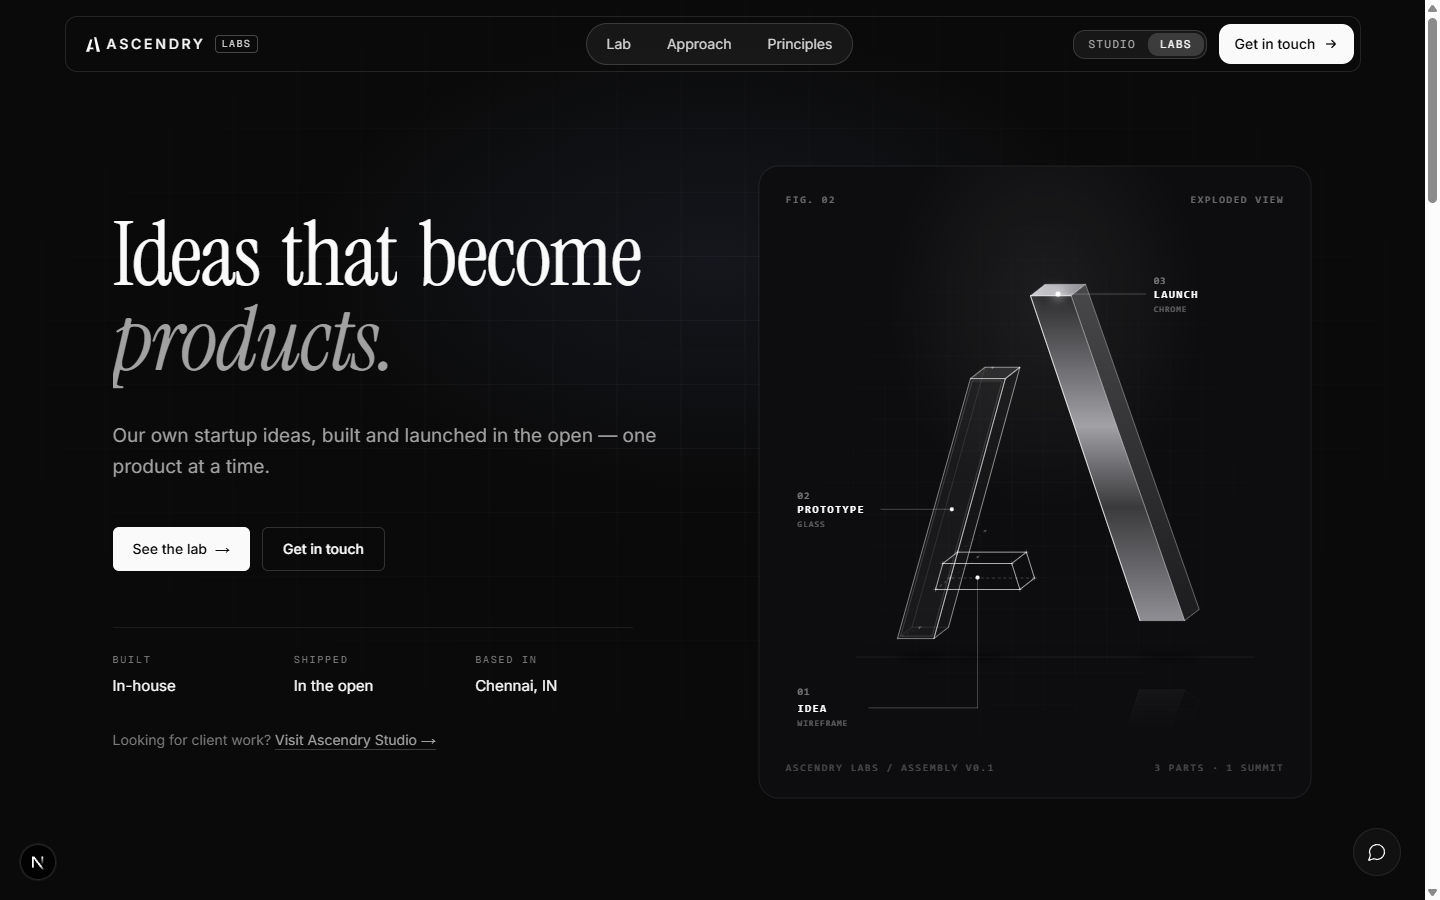 ASCENDRY LABS
Lab
Approach
Principles
STUDIO LABS
Get in touch →
Ideas that become
products.
Our own startup ideas, built and launched in the open — one
product at a time.
See the lab →
Get in touch
BUILT
In-house
SHIPPED
In the open
BASED IN
Chennai, IN
Looking for client work? Visit Ascendry Studio →
FIG. 02
EXPLODED VIEW
03
LAUNCH
CHROME
02
PROTOTYPE
GLASS
01
IDEA
WIREFRAME
ASCENDRY LABS / ASSEMBLY V0.1
3 PARTS · 1 SUMMIT
N